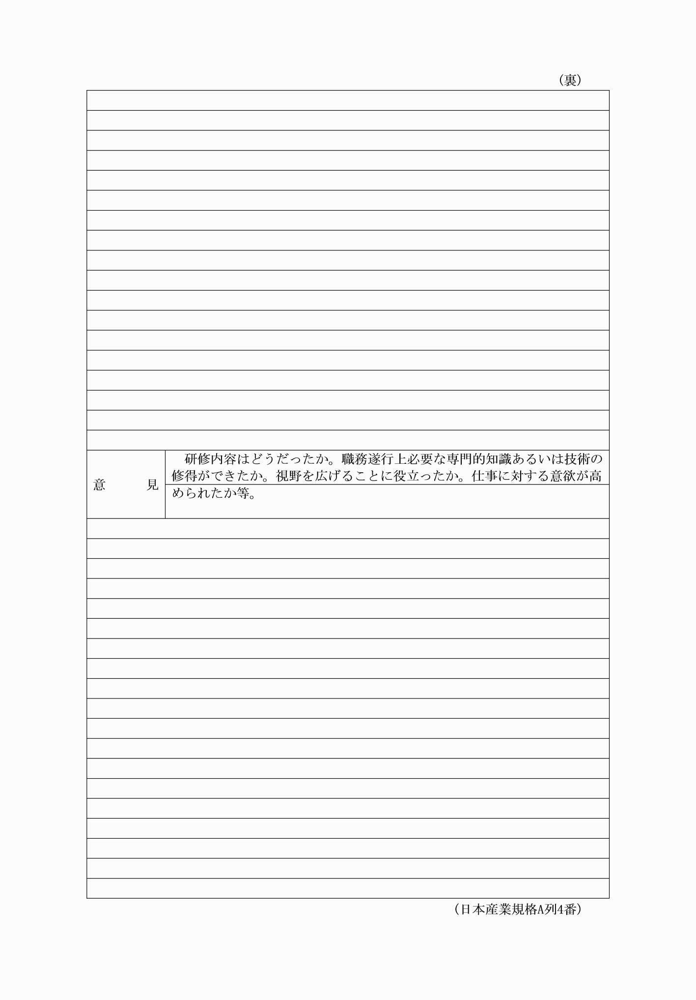 （裏）
研修内容はどうだったか。職務遂行上必要な専門的知識あるいは技術の
修得ができたか。視野を広げることに役立ったか。仕事に対する意欲が高
意　　　見
められたか等。
（日本産業規格A列4番）